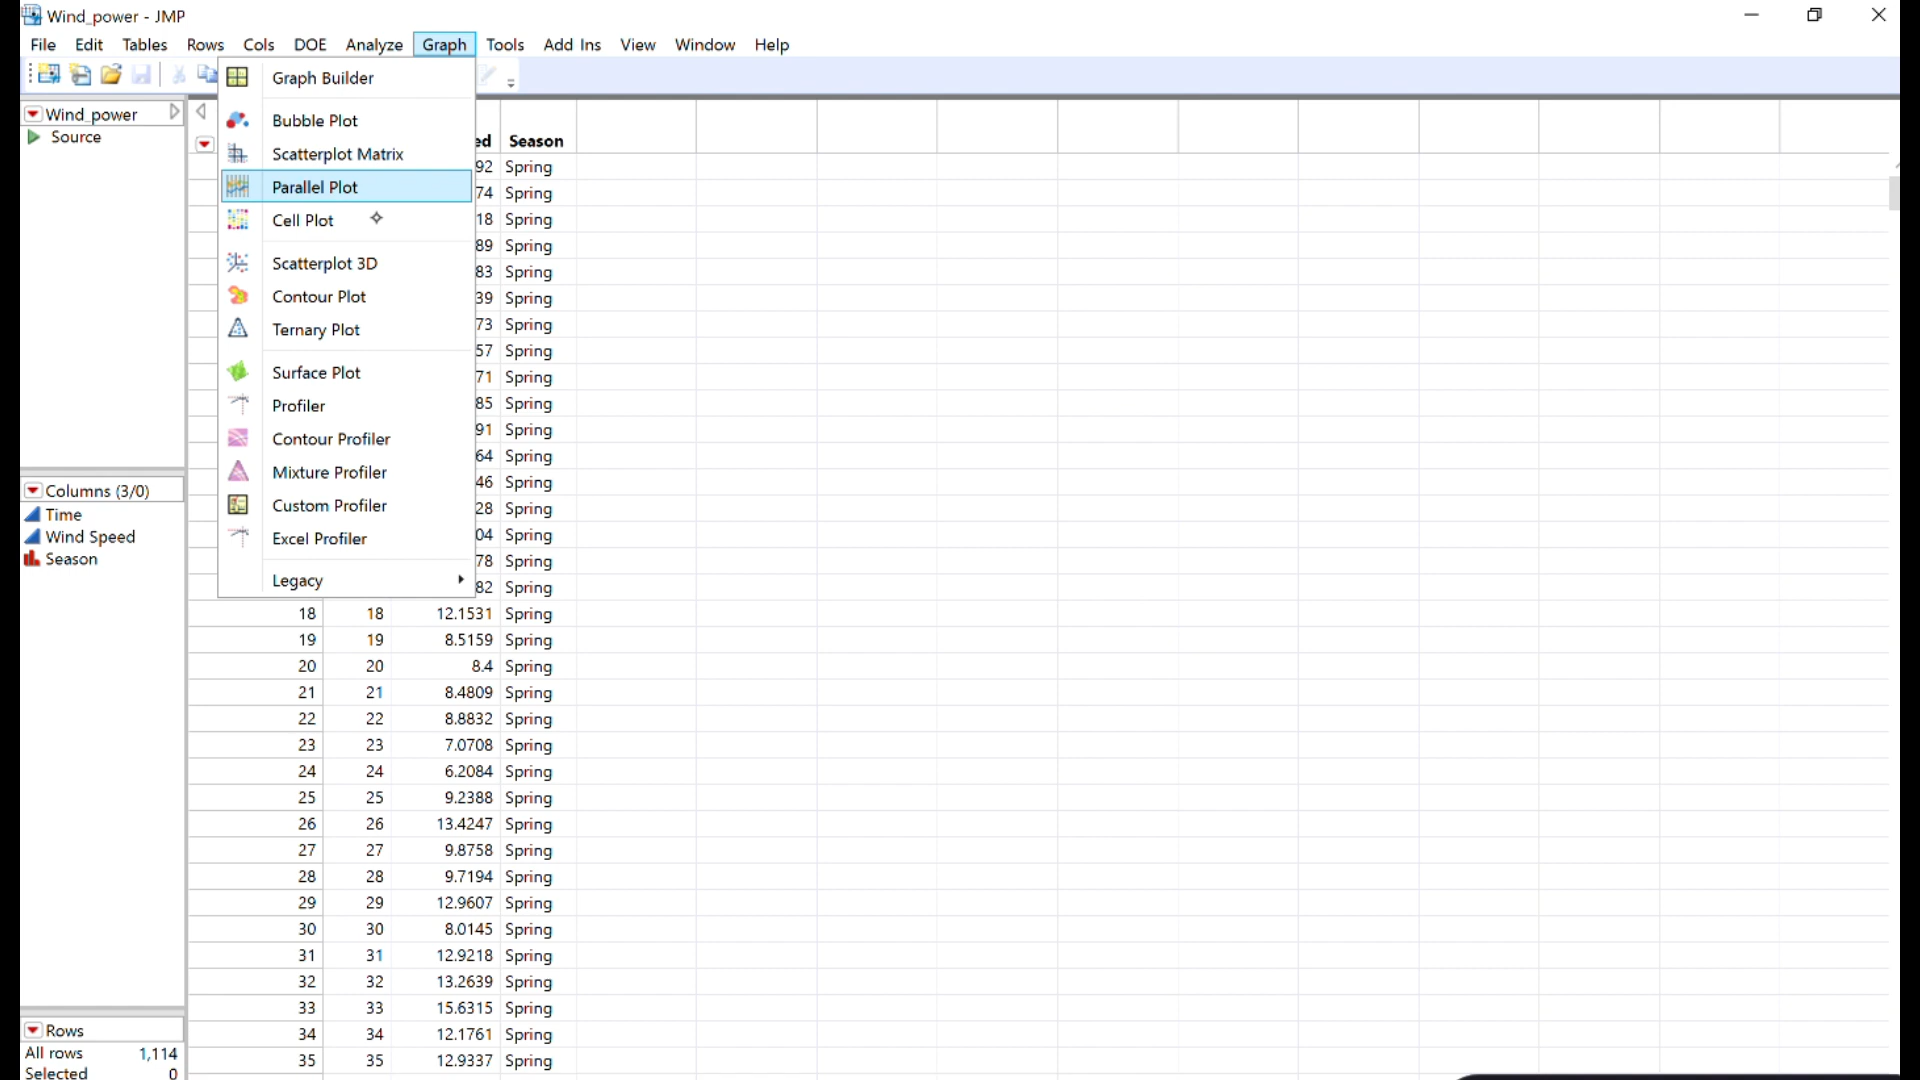 Wind_power - JMP
File Edit Tables Rows Cols DOE Analyze Graph Tools Add Ins View Window Help
Graph Builder
Bubble Plot
Scatterplot Matrix
Parallel Plot
Cell Plot
Scatterplot 3D
Contour Plot
Ternary Plot
Surface Plot
Profiler
Contour Profiler
Mixture Profiler
Custom Profiler
Excel Profiler
Legacy
Wind_power
Source
Columns (3/0)
Time
Wind Speed
Season
Rows
All rows 1,114
Selected 0
ed Season
92 Spring
74 Spring
18 Spring
89 Spring
83 Spring
39 Spring
73 Spring
57 Spring
71 Spring
85 Spring
91 Spring
64 Spring
46 Spring
28 Spring
04 Spring
78 Spring
82 Spring
18 18 12.1531 Spring
19 19 8.5159 Spring
20 20 8.4 Spring
21 21 8.4809 Spring
22 22 8.8832 Spring
23 23 7.0708 Spring
24 24 6.2084 Spring
25 25 9.2388 Spring
26 26 13.4247 Spring
27 27 9.8758 Spring
28 28 9.7194 Spring
29 29 12.9607 Spring
30 30 8.0145 Spring
31 31 12.9218 Spring
32 32 13.2639 Spring
33 33 15.6315 Spring
34 34 12.1761 Spring
35 35 12.9337 Spring